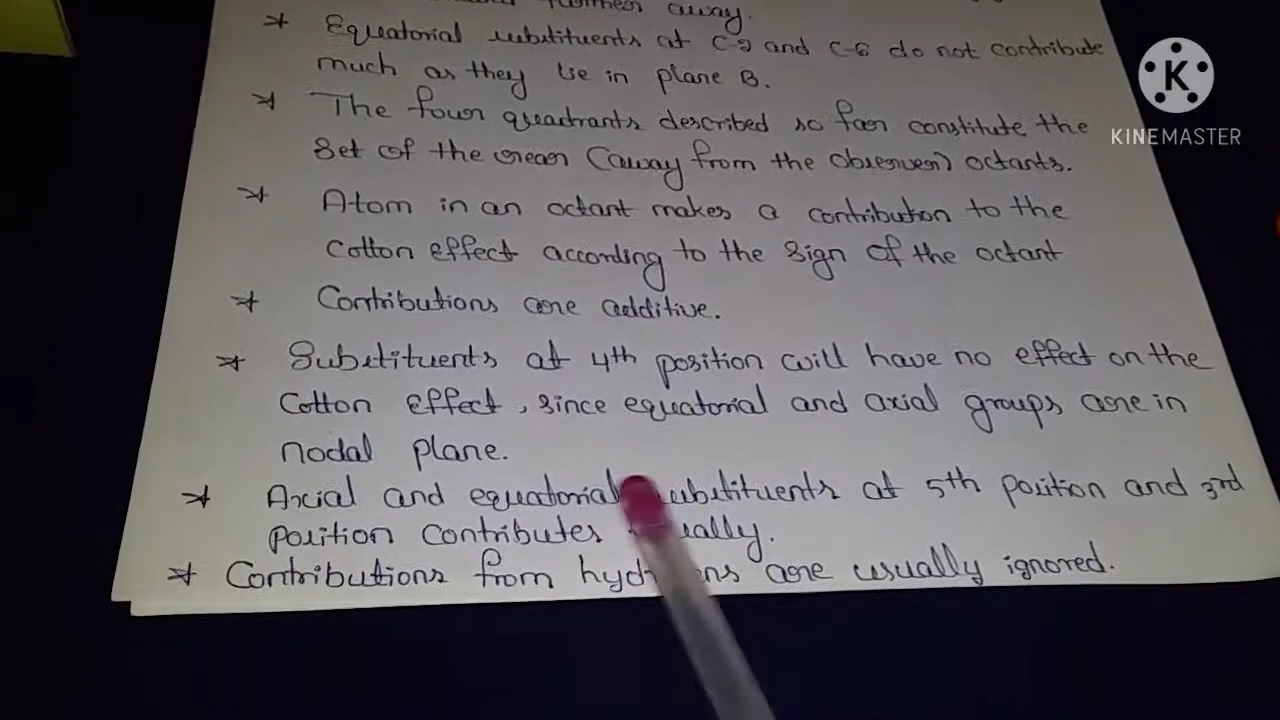 away.
* Equatorial substituents at C-2 and C-6 do not contribute
much as they lie in plane B.
* The four quadrants described so far constitute the
Set of the rear (away from the observer) octants.
* Atom in an octant makes a contribution to the
Cotton effect according to the sign of the octant
* Contributions are additive.
* Substituents at 4th position will have no effect on the
Cotton effect, since equatorial and axial groups are in
nodal plane.
* Axial and equatorial substituents at 5th position and 3rd
Position contributes
* Contributions from are usually ignored.
K
KINEMASTER